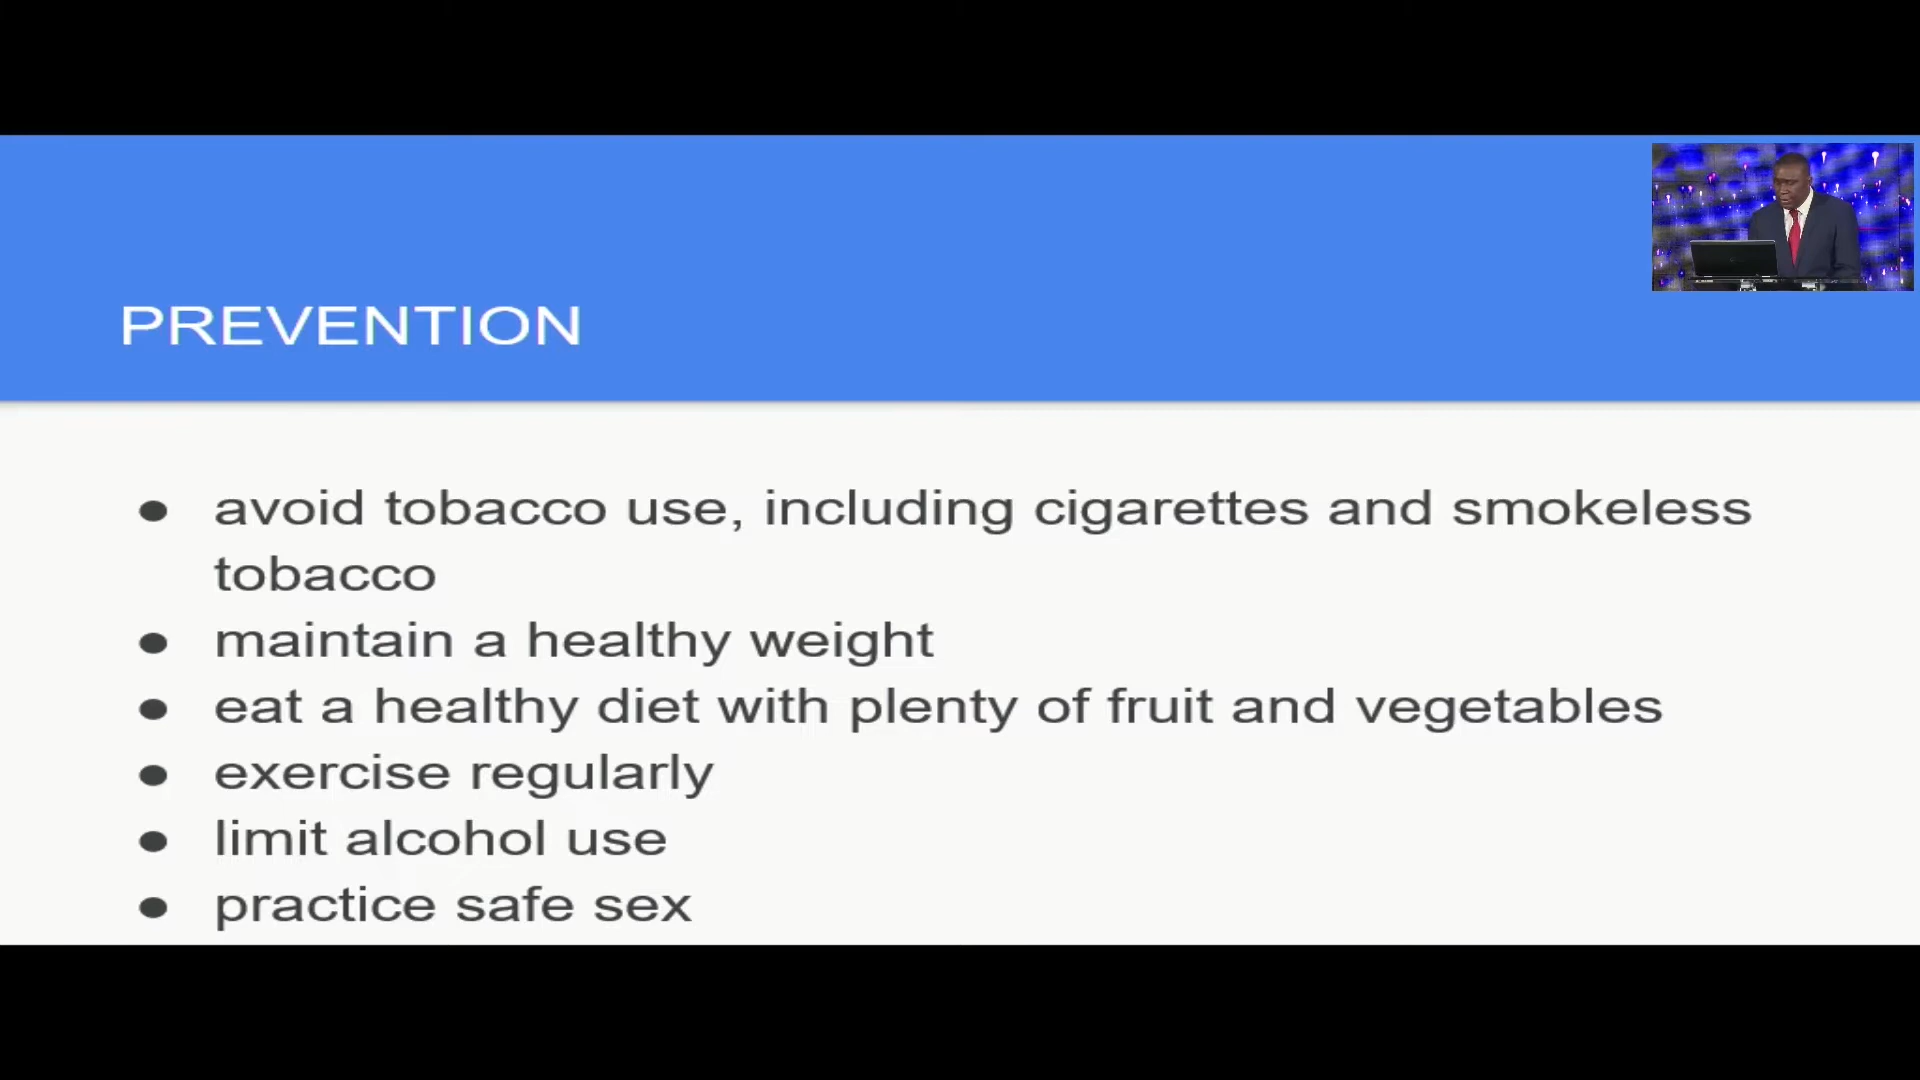 PREVENTION
● avoid tobacco use, including cigarettes and smokeless
tobacco
● maintain a healthy weight
● eat a healthy diet with plenty of fruit and vegetables
● exercise regularly
● limit alcohol use
● practice safe sex